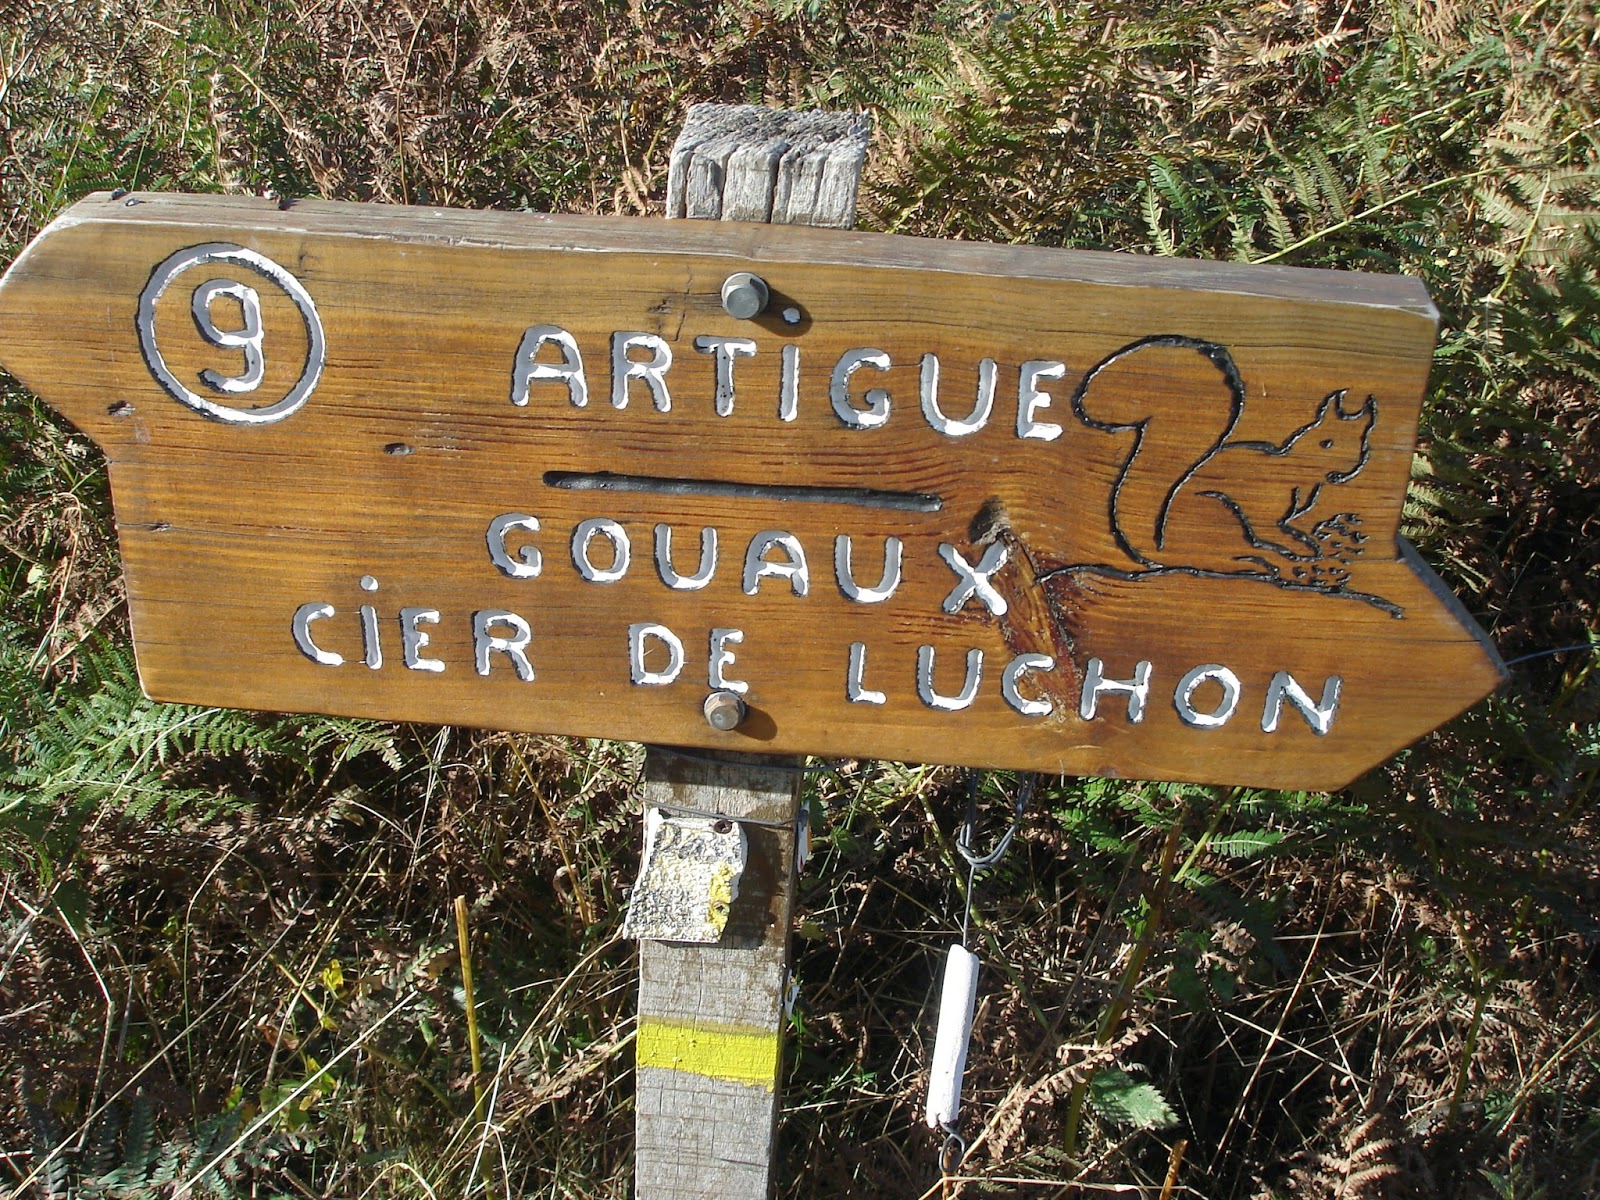 9
ARTIGUE
GOUAUX
CiER DE LUCHON